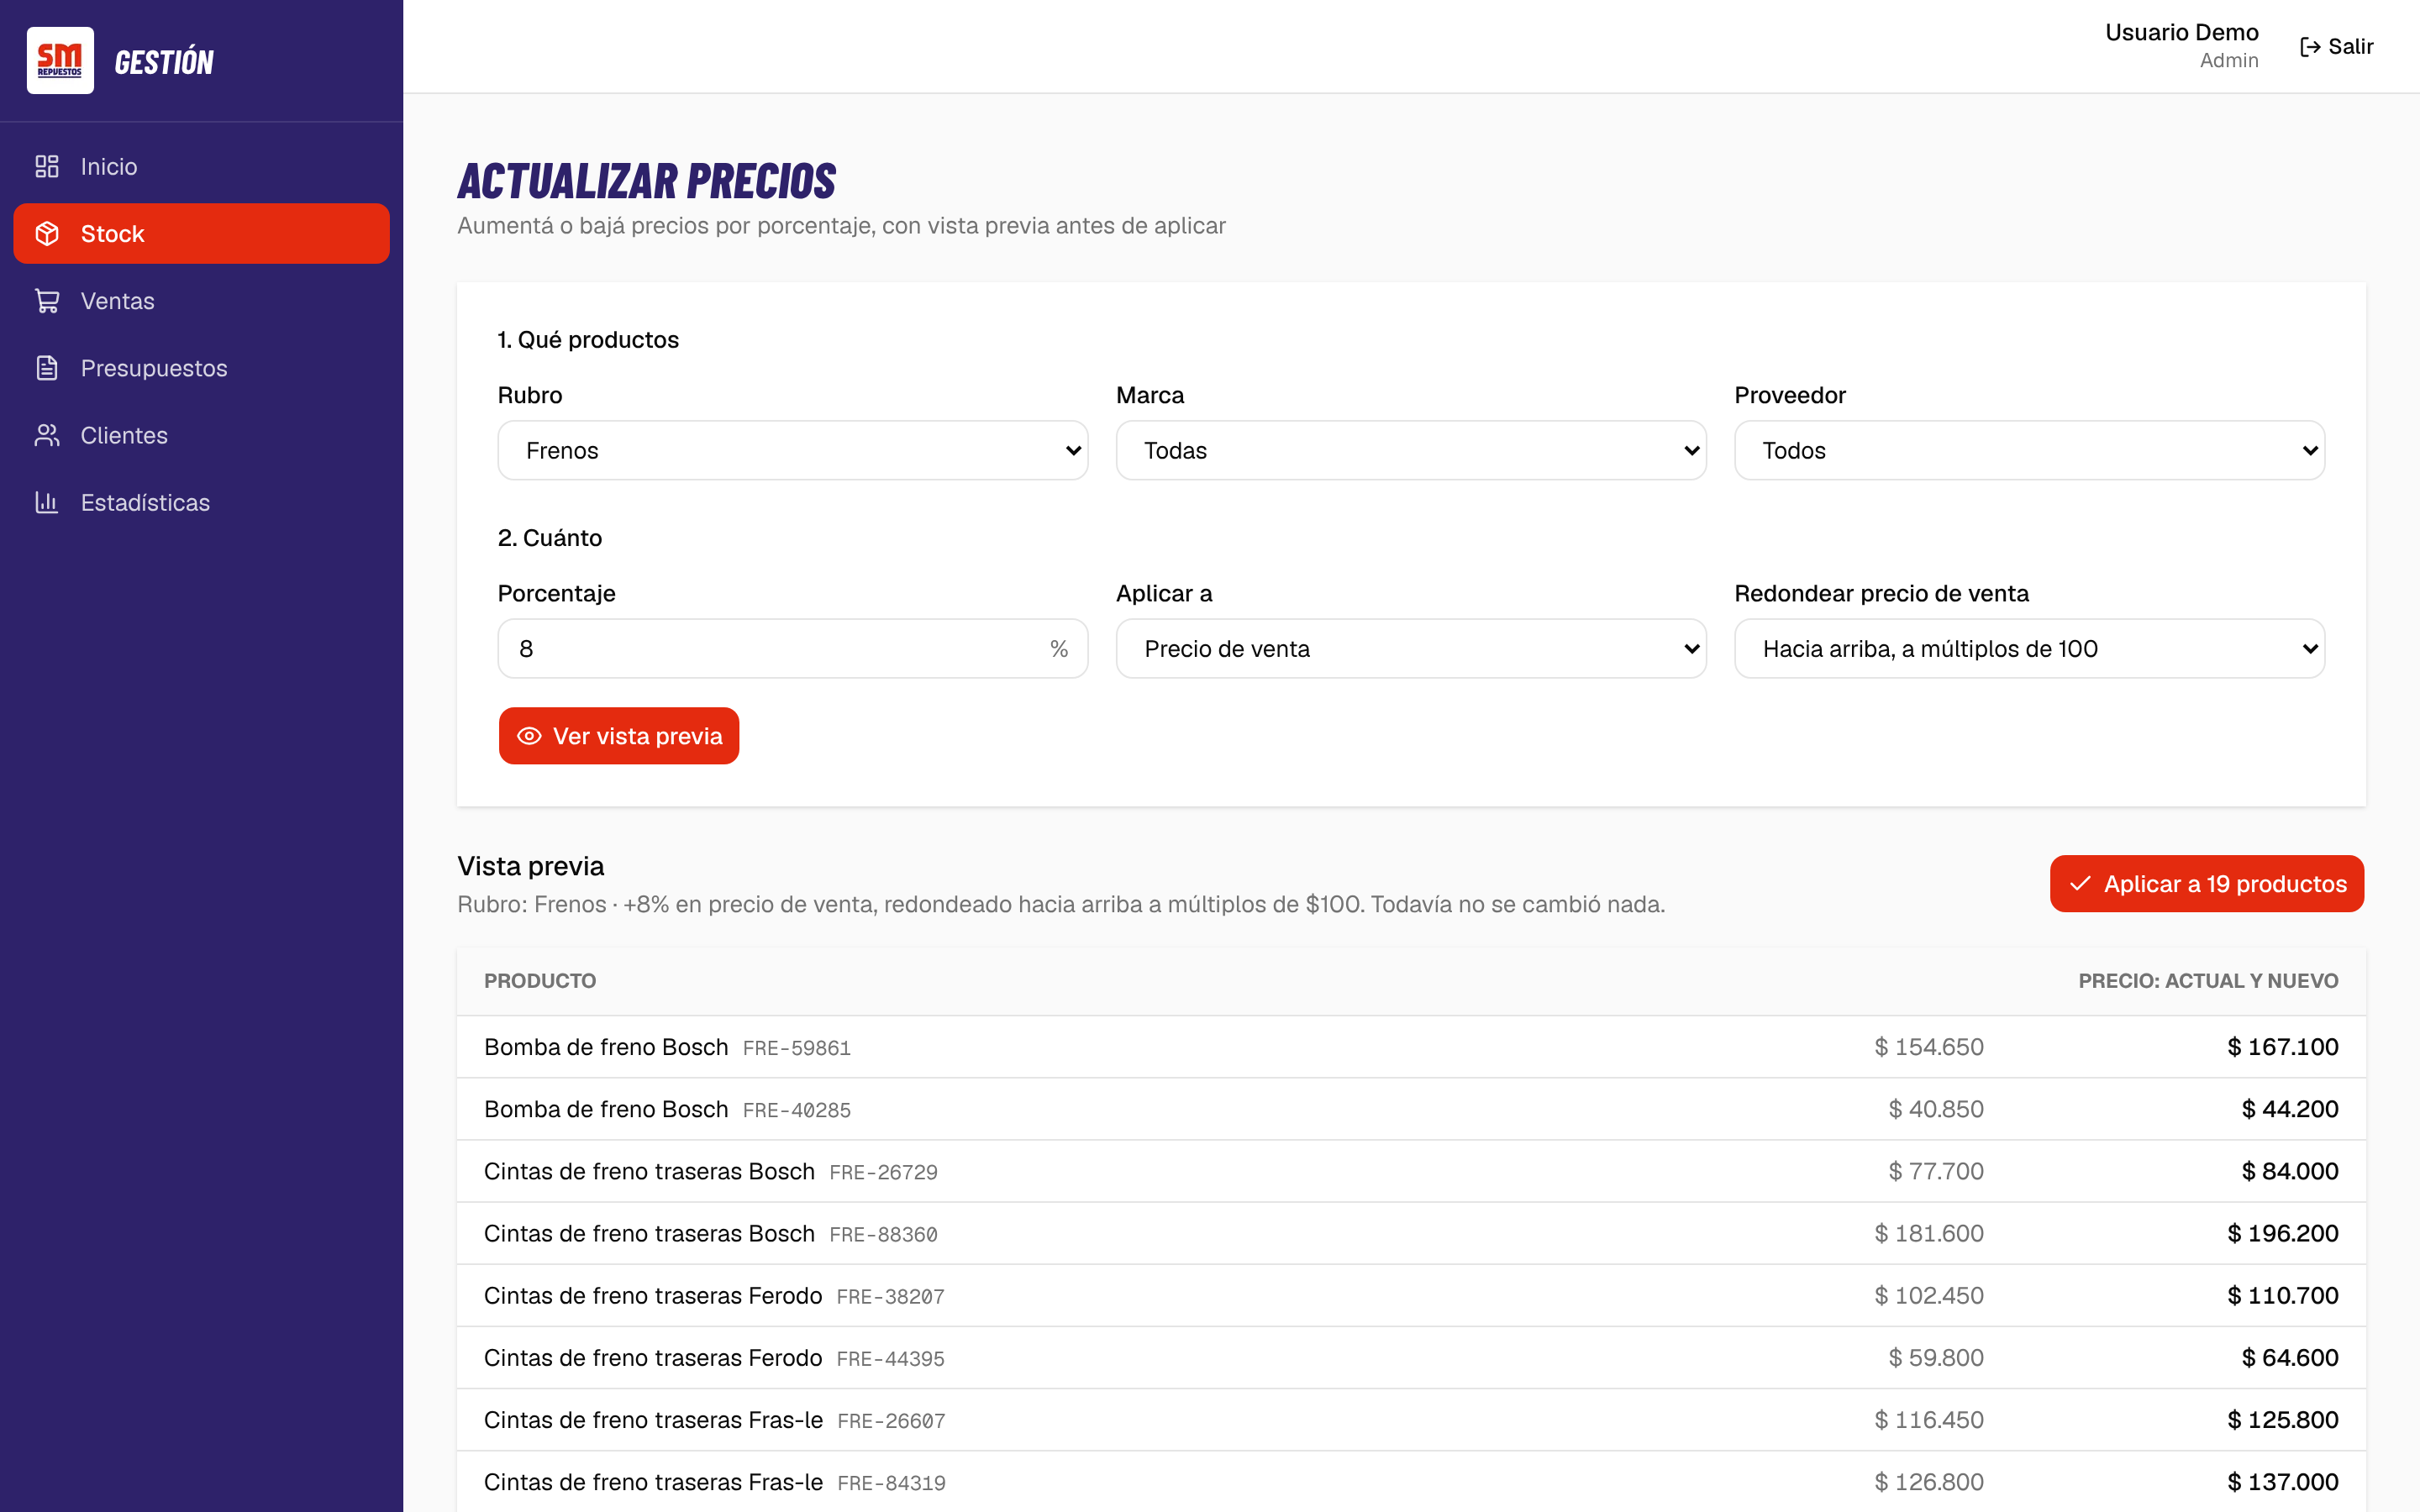 SM
REPUESTOS
GESTIÓN
Usuario Demo
Admin
Salir
Inicio
Stock
Ventas
Presupuestos
Clientes
Estadísticas
ACTUALIZAR PRECIOS
Aumentá o bajá precios por porcentaje, con vista previa antes de aplicar
1. Qué productos
Rubro Marca Proveedor
Frenos Todas Todos
2. Cuánto
Porcentaje Aplicar a Redondear precio de venta
8 % Precio de venta Hacia arriba, a múltiplos de 100
Ver vista previa
Vista previa
Rubro: Frenos · +8% en precio de venta, redondeado hacia arriba a múltiplos de $100. Todavía no se cambió nada.
Aplicar a 19 productos
PRODUCTO PRECIO: ACTUAL Y NUEVO
Bomba de freno Bosch FRE-59861 $ 154.650 $ 167.100
Bomba de freno Bosch FRE-40285 $ 40.850 $ 44.200
Cintas de freno traseras Bosch FRE-26729 $ 77.700 $ 84.000
Cintas de freno traseras Bosch FRE-88360 $ 181.600 $ 196.200
Cintas de freno traseras Ferodo FRE-38207 $ 102.450 $ 110.700
Cintas de freno traseras Ferodo FRE-44395 $ 59.800 $ 64.600
Cintas de freno traseras Fras-le FRE-26607 $ 116.450 $ 125.800
Cintas de freno traseras Fras-le FRE-84319 $ 126.800 $ 137.000